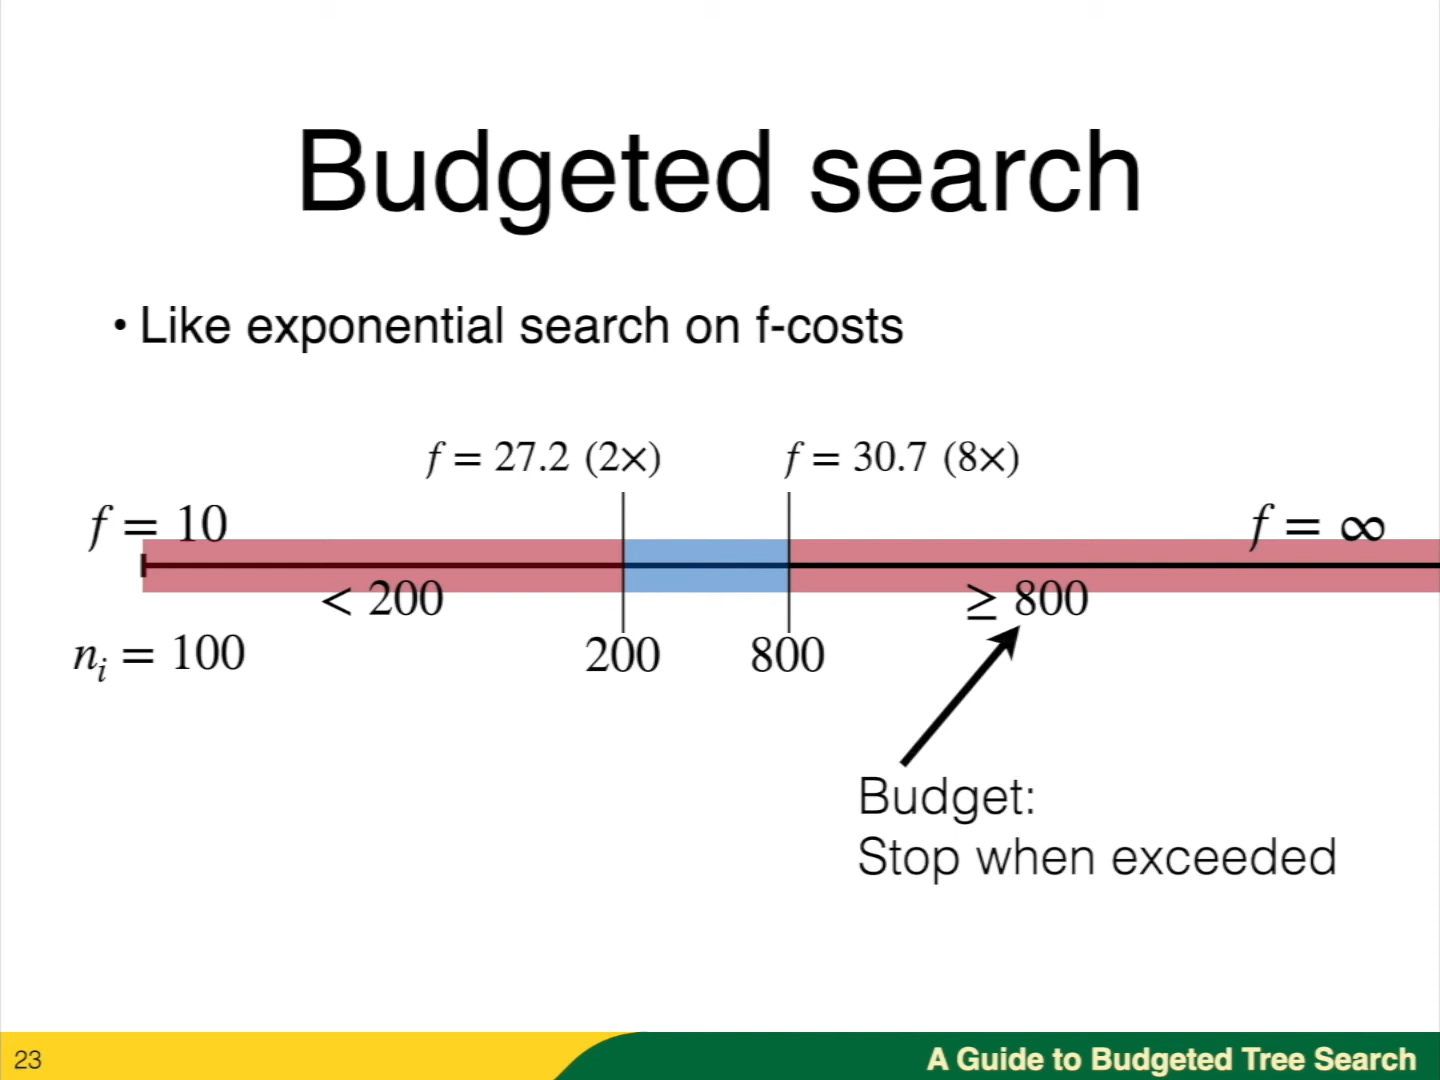 Budgeted search
• Like exponential search on f-costs
f = 27.2 (2×)
f = 30.7 (8×)
f = 10
f = ∞
< 200
≥ 800
nᵢ = 100
200
800
Budget:
Stop when exceeded
23
A Guide to Budgeted Tree Search